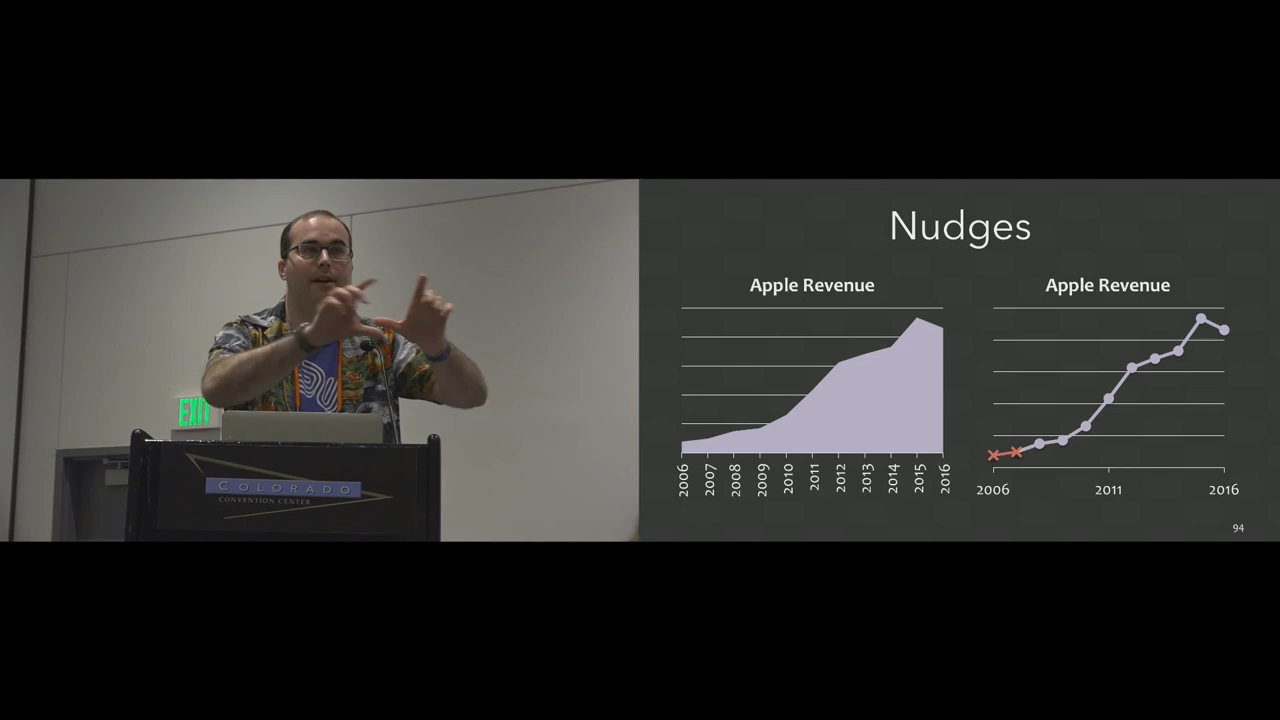 EXIT
COLORADO
CONVENTION CENTER
Nudges
Apple Revenue
2006
2007
2008
2009
2010
2011
2012
2013
2014
2015
2016
Apple Revenue
2006
2011
2016
94